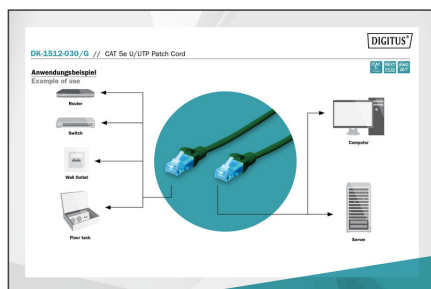 DIGITUS®
DK-1512-030/G // CAT 5e U/UTP Patch Cord
Anwendungsbeispiel
Example of use
Router
Switch
Wall Outlet
Floor tank
Computer
Server